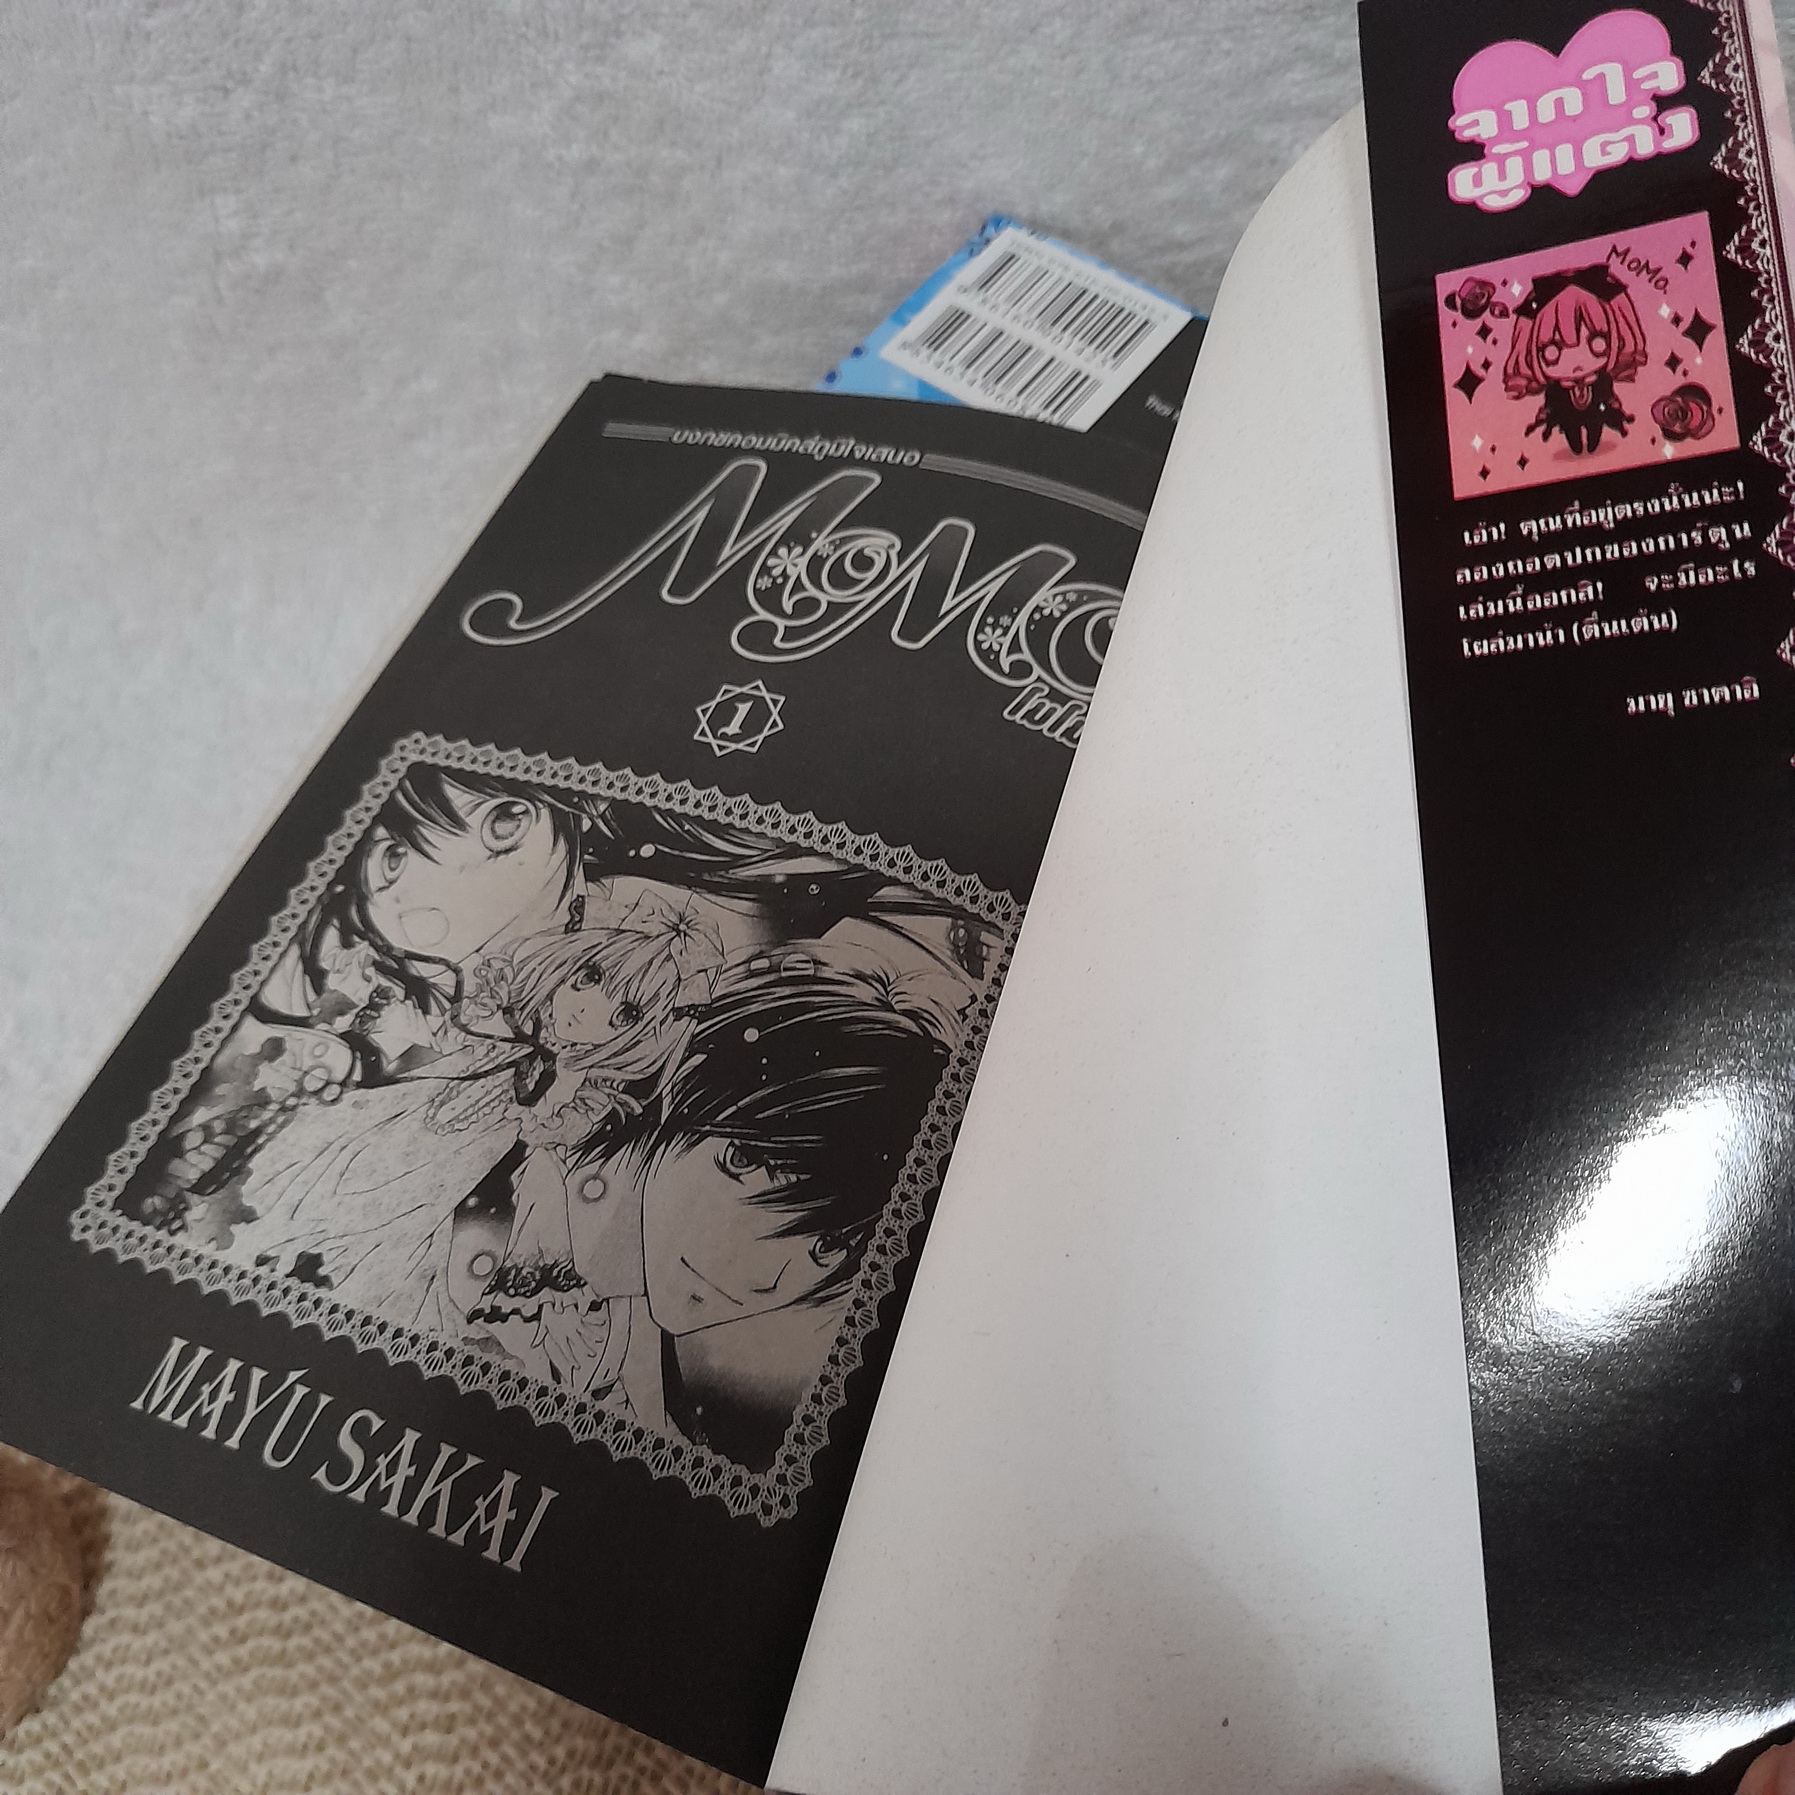 บงกชคอมมิคส์ภูมิใจเสนอ
MOMO
1
MAYU SAKAI
จากใจ
ผู้แต่ง
MoMo.
เอ้า! คุณที่อยู่ตรงนั้นน่ะ!
ลองถอดปกของการ์ตูน
เล่มนี้ออกสิ! จะมีอะไร
โผล่มาน้า (ตื่นเต้น)
มายุ ซาคาอิ